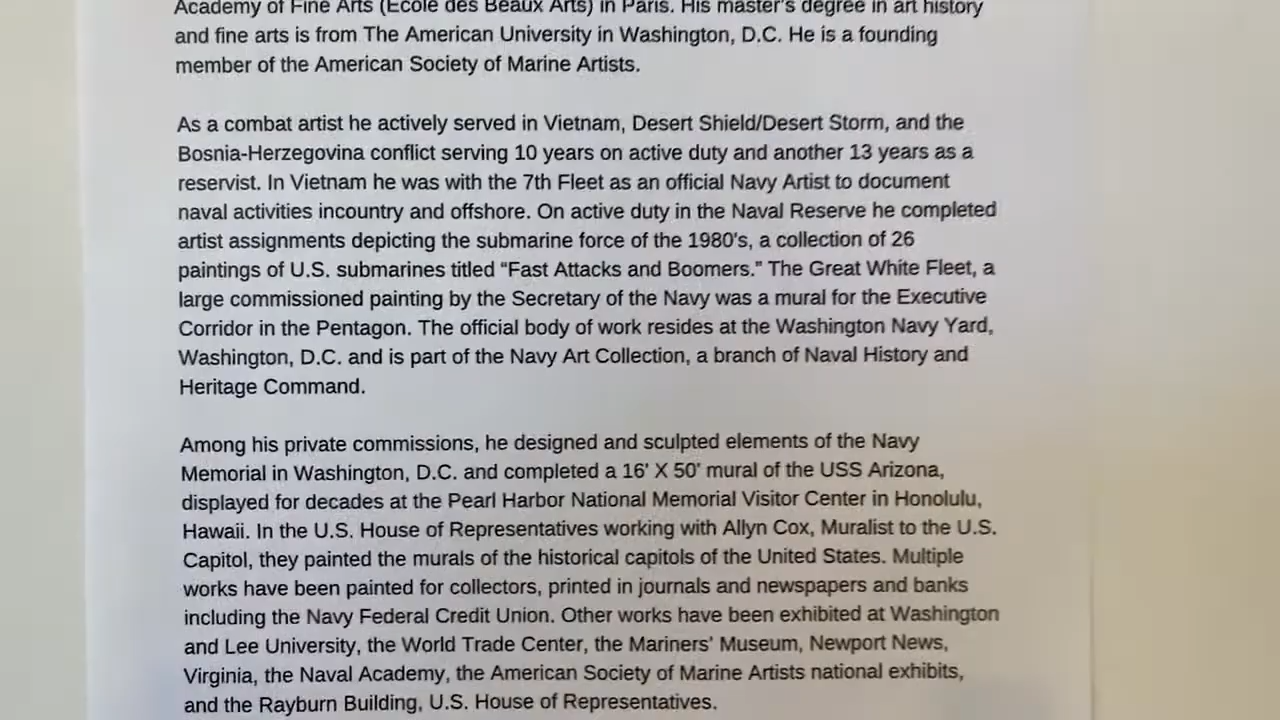 Academy of Fine Arts (Ecole des Beaux Arts) in Paris. His master's degree in art history
and fine arts is from The American University in Washington, D.C. He is a founding
member of the American Society of Marine Artists.
As a combat artist he actively served in Vietnam, Desert Shield/Desert Storm, and the
Bosnia-Herzegovina conflict serving 10 years on active duty and another 13 years as a
reservist. In Vietnam he was with the 7th Fleet as an official Navy Artist to document
naval activities incountry and offshore. On active duty in the Naval Reserve he completed
artist assignments depicting the submarine force of the 1980's, a collection of 26
paintings of U.S. submarines titled “Fast Attacks and Boomers.” The Great White Fleet, a
large commissioned painting by the Secretary of the Navy was a mural for the Executive
Corridor in the Pentagon. The official body of work resides at the Washington Navy Yard,
Washington, D.C. and is part of the Navy Art Collection, a branch of Naval History and
Heritage Command.
Among his private commissions, he designed and sculpted elements of the Navy
Memorial in Washington, D.C. and completed a 16' X 50' mural of the USS Arizona,
displayed for decades at the Pearl Harbor National Memorial Visitor Center in Honolulu,
Hawaii. In the U.S. House of Representatives working with Allyn Cox, Muralist to the U.S.
Capitol, they painted the murals of the historical capitols of the United States. Multiple
works have been painted for collectors, printed in journals and newspapers and banks
including the Navy Federal Credit Union. Other works have been exhibited at Washington
and Lee University, the World Trade Center, the Mariners' Museum, Newport News,
Virginia, the Naval Academy, the American Society of Marine Artists national exhibits,
and the Rayburn Building, U.S. House of Representatives.